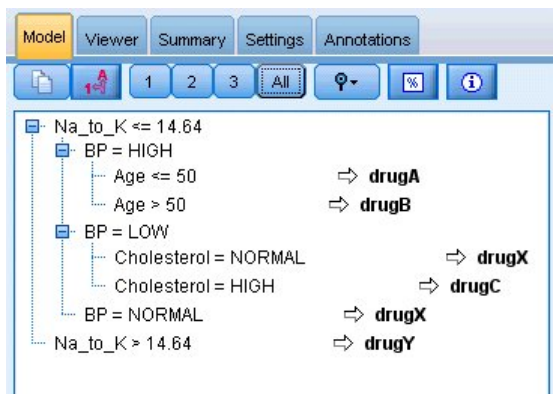 Model Viewer Summary Settings Annotations
1 2 3 All %
Na_to_K <= 14.64
BP = HIGH
Age <= 50 ⇨ drugA
Age > 50 ⇨ drugB
BP = LOW
Cholesterol = NORMAL ⇨ drugX
Cholesterol = HIGH ⇨ drugC
BP = NORMAL ⇨ drugX
Na_to_K > 14.64 ⇨ drugY